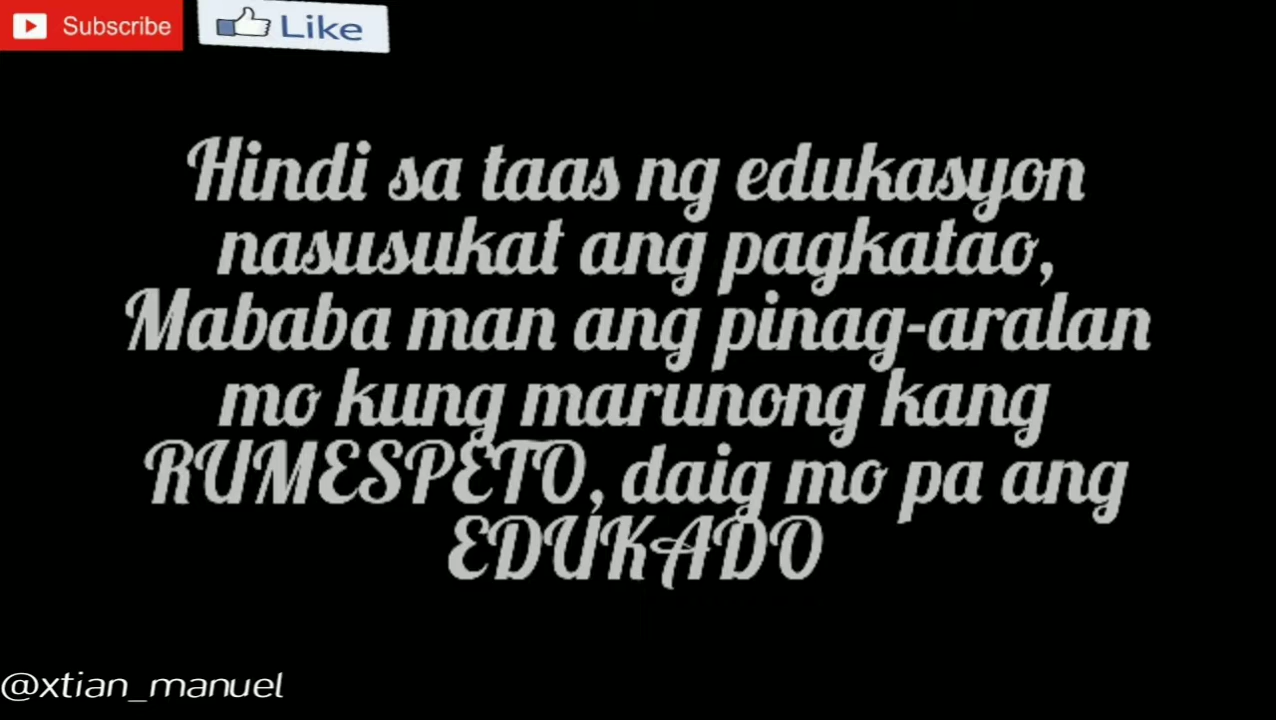 Subscribe Like
Hindi sa taas ng edukasyon
nasusukat ang pagkatao,
Mababa man ang pinag-aralan
mo kung marunong kang
RUMESPETO, daig mo pa ang
EDUKADO
@xtian_manuel